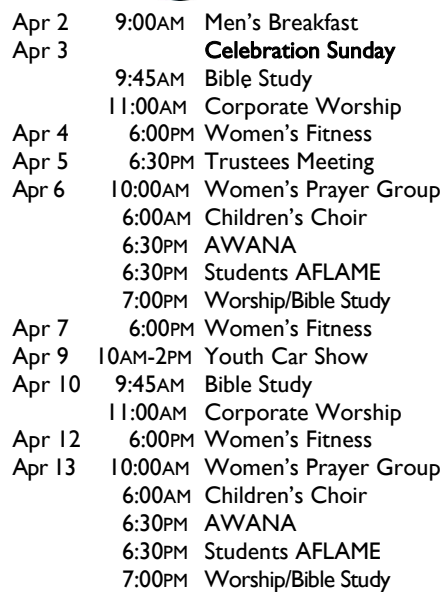 Apr 2 9:00AM Men's Breakfast
Apr 3 Celebration Sunday
9:45AM Bible Study
11:00AM Corporate Worship
Apr 4 6:00PM Women's Fitness
Apr 5 6:30PM Trustees Meeting
Apr 6 10:00AM Women's Prayer Group
6:00AM Children's Choir
6:30PM AWANA
6:30PM Students AFLAME
7:00PM Worship/Bible Study
Apr 7 6:00PM Women's Fitness
Apr 9 10AM-2PM Youth Car Show
Apr 10 9:45AM Bible Study
11:00AM Corporate Worship
Apr 12 6:00PM Women's Fitness
Apr 13 10:00AM Women's Prayer Group
6:00AM Children's Choir
6:30PM AWANA
6:30PM Students AFLAME
7:00PM Worship/Bible Study